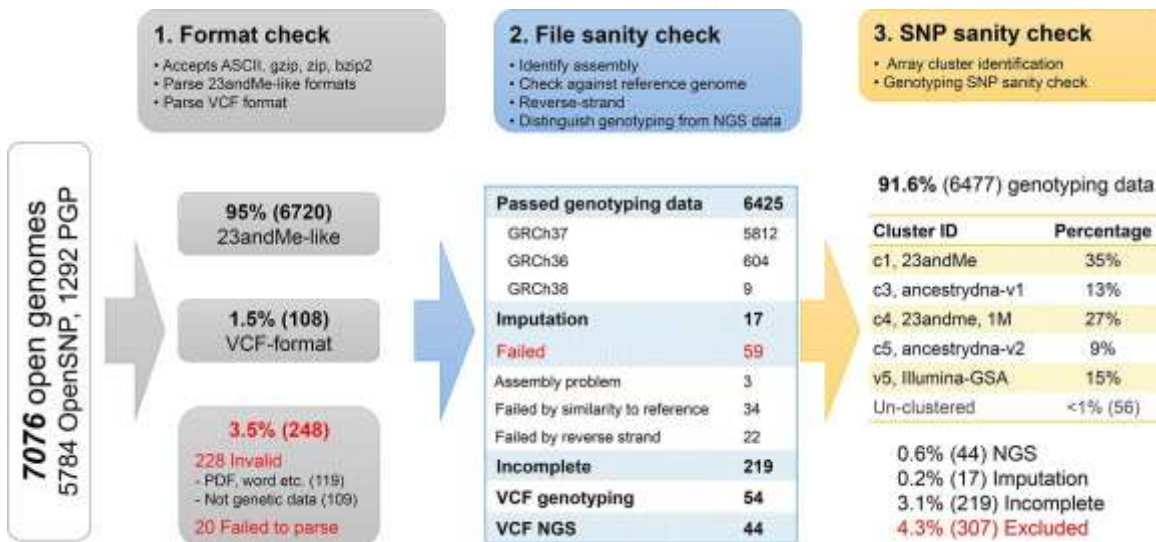 1. Format check
• Accepts ASCII, gzip, zip, bzip2
• Parse 23andMe-like formats
• Parse VCF format
2. File sanity check
• Identify assembly
• Check against reference genome
• Reverse-strand
• Distinguish genotyping from NGS data
3. SNP sanity check
• Array cluster identification
• Genotyping SNP sanity check
7076 open genomes
5784 OpenSNP, 1292 PGP
95% (6720)
23andMe-like
1.5% (108)
VCF-format
3.5% (248)
228 Invalid
- PDF, word etc. (119)
- Not genetic data (109)
20 Failed to parse
Passed genotyping data 6425
GRCh37 5812
GRCh36 604
GRCh38 9
Imputation 17
Failed 59
Assembly problem 3
Failed by similarity to reference 34
Failed by reverse strand 22
Incomplete 219
VCF genotyping 54
VCF NGS 44
91.6% (6477) genotyping data
Cluster ID Percentage
c1, 23andMe 35%
c3, ancestrydna-v1 13%
c4, 23andme, 1M 27%
c5, ancestrydna-v2 9%
v5, Illumina-GSA 15%
Un-clustered <1% (56)
0.6% (44) NGS
0.2% (17) Imputation
3.1% (219) Incomplete
4.3% (307) Excluded